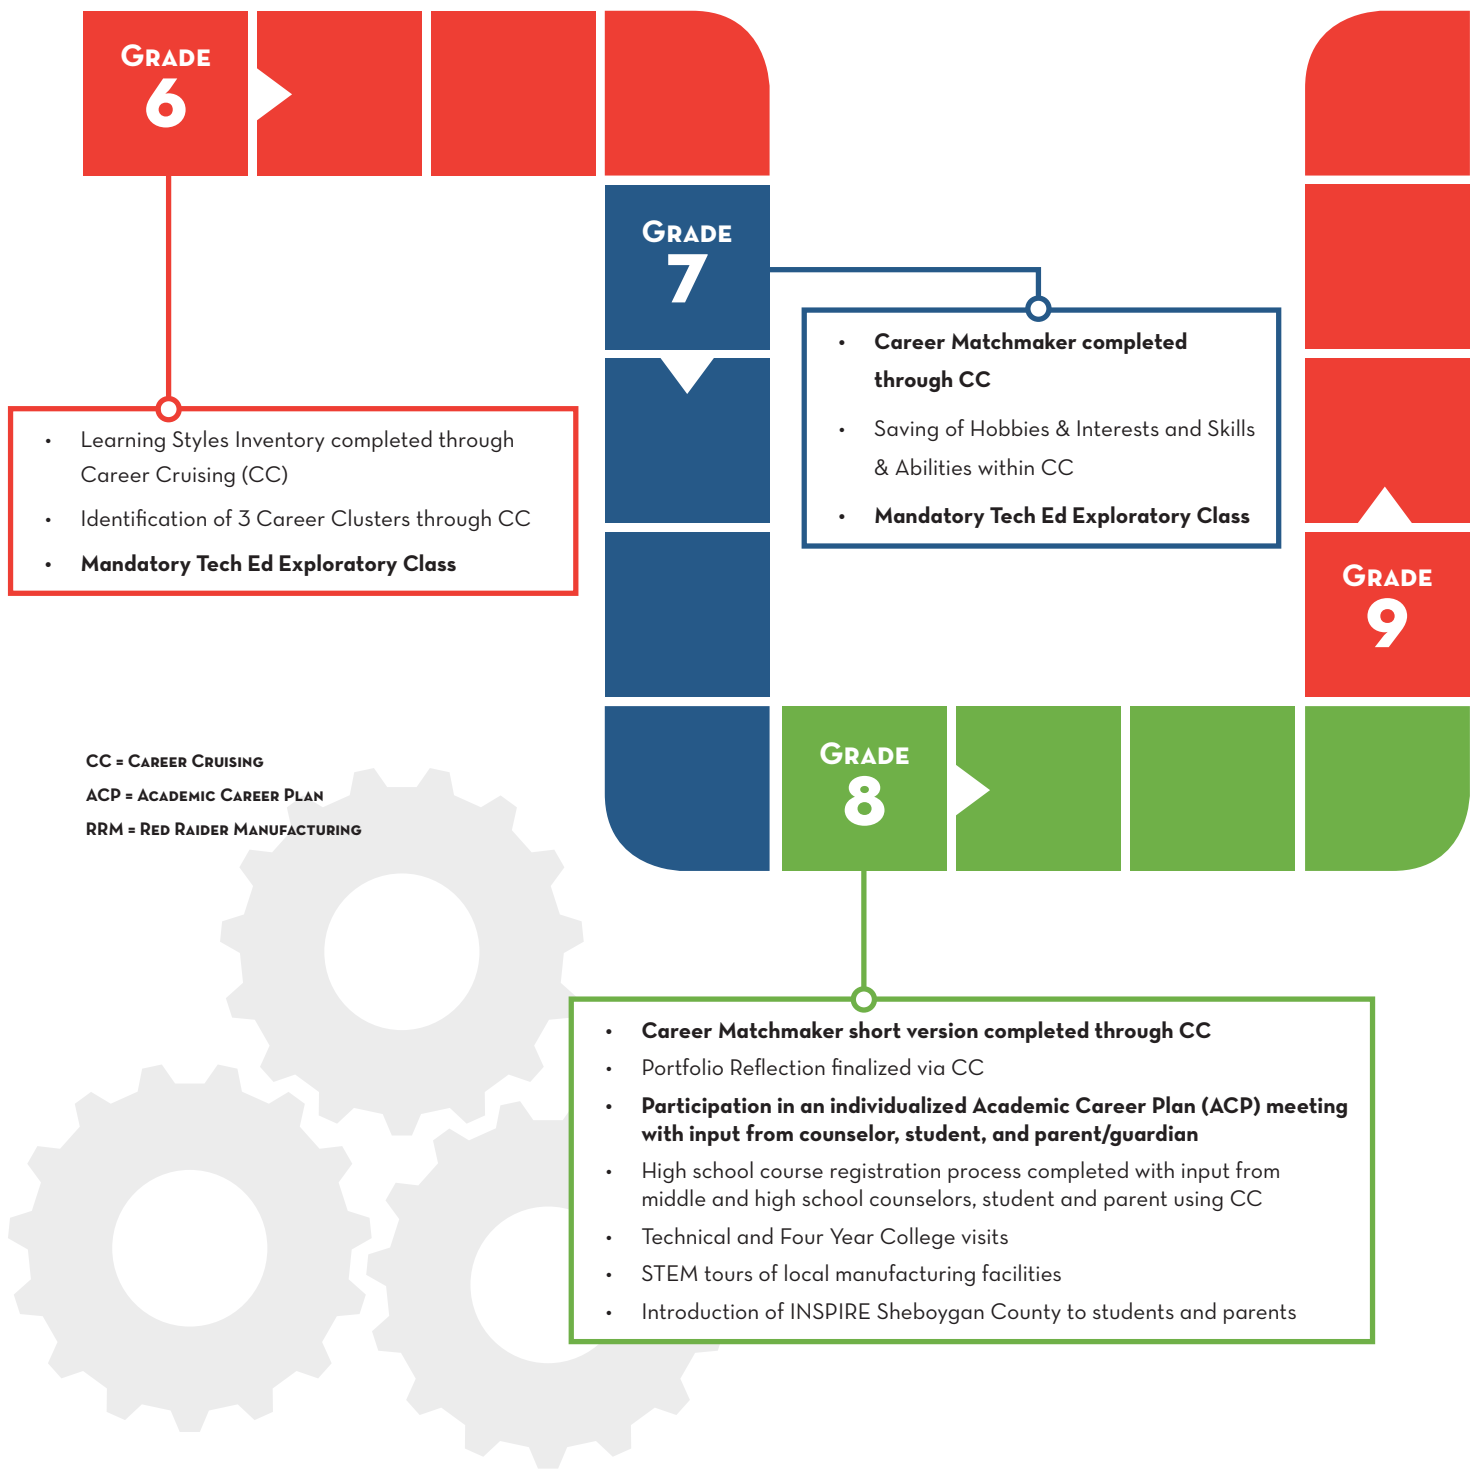 GRADE
6
GRADE
7
• Career Matchmaker completed
through CC
• Saving of Hobbies & Interests and Skills
& Abilities within CC
• Mandatory Tech Ed Exploratory Class
• Learning Styles Inventory completed through
Career Cruising (CC)
• Identification of 3 Career Clusters through CC
• Mandatory Tech Ed Exploratory Class
GRADE
9
GRADE
8
CC = CAREER CRUISING
ACP = ACADEMIC CAREER PLAN
RRM = RED RAIDER MANUFACTURING
• Career Matchmaker short version completed through CC
• Portfolio Reflection finalized via CC
• Participation in an individualized Academic Career Plan (ACP) meeting
with input from counselor, student, and parent/guardian
• High school course registration process completed with input from
middle and high school counselors, student and parent using CC
• Technical and Four Year College visits
• STEM tours of local manufacturing facilities
• Introduction of INSPIRE Sheboygan County to students and parents